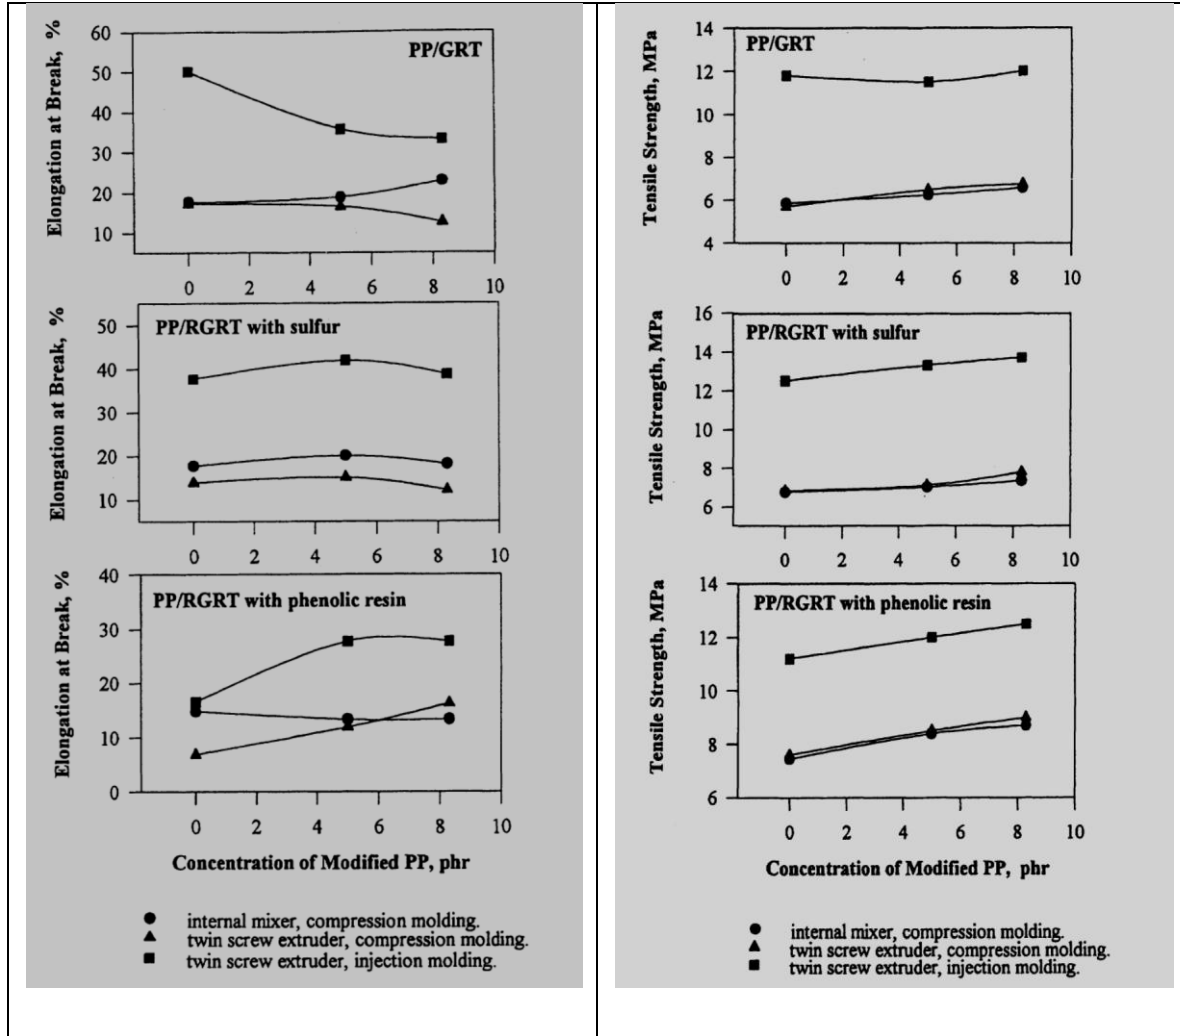 Elongation at Break, %
60
50
40
30
20
10
PP/GRT
0 2 4 6 8 10
Elongation at Break, %
50
40
30
20
10
PP/RGRT with sulfur
0 2 4 6 8 10
Elongation at Break, %
40
30
20
10
0
PP/RGRT with phenolic resin
0 2 4 6 8 10
Concentration of Modified PP, phr
internal mixer, compression molding.
twin screw extruder, compression molding.
twin screw extruder, injection molding.
Tensile Strength, MPa
14
12
10
8
6
4
PP/GRT
0 2 4 6 8 10
Tensile Strength, MPa
16
14
12
10
8
6
PP/RGRT with sulfur
0 2 4 6 8 10
Tensile Strength, MPa
14
12
10
8
6
PP/RGRT with phenolic resin
0 2 4 6 8 10
Concentration of Modified PP, phr
internal mixer, compression molding.
twin screw extruder, compression molding.
twin screw extruder, injection molding.